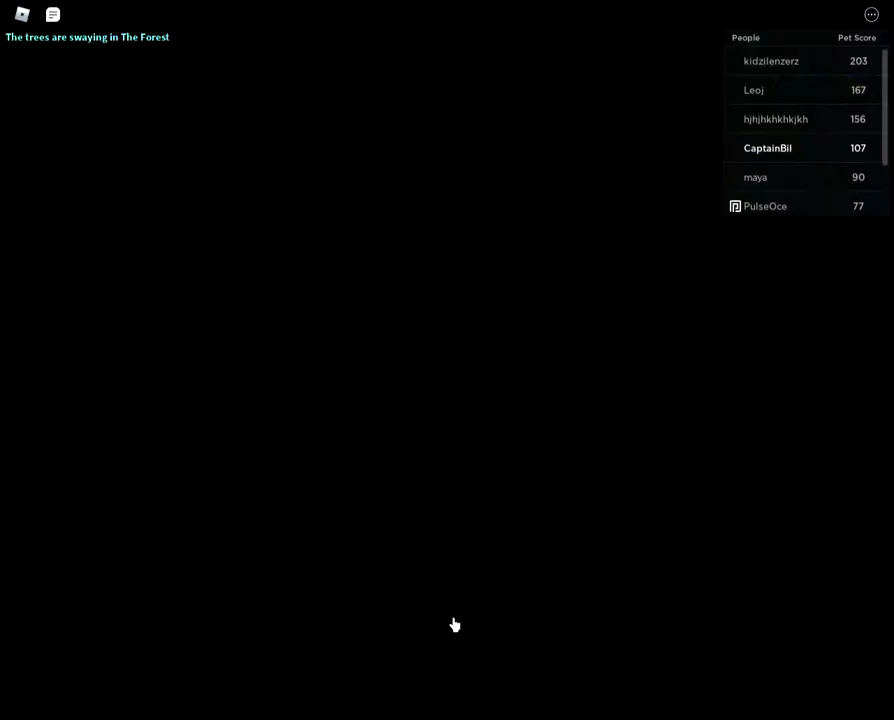 The trees are swaying in The Forest
People Pet Score
kidzilenzerz 203
Leoj 167
hjhjhkhkhkjkh 156
CaptainBil 107
maya 90
PulseOce 77